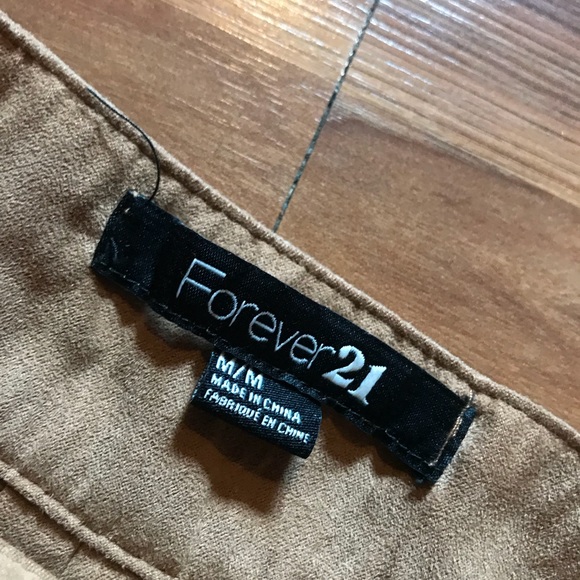 Forever21
M/M
MADE IN CHINA
FABRIQUÉ EN CHINE